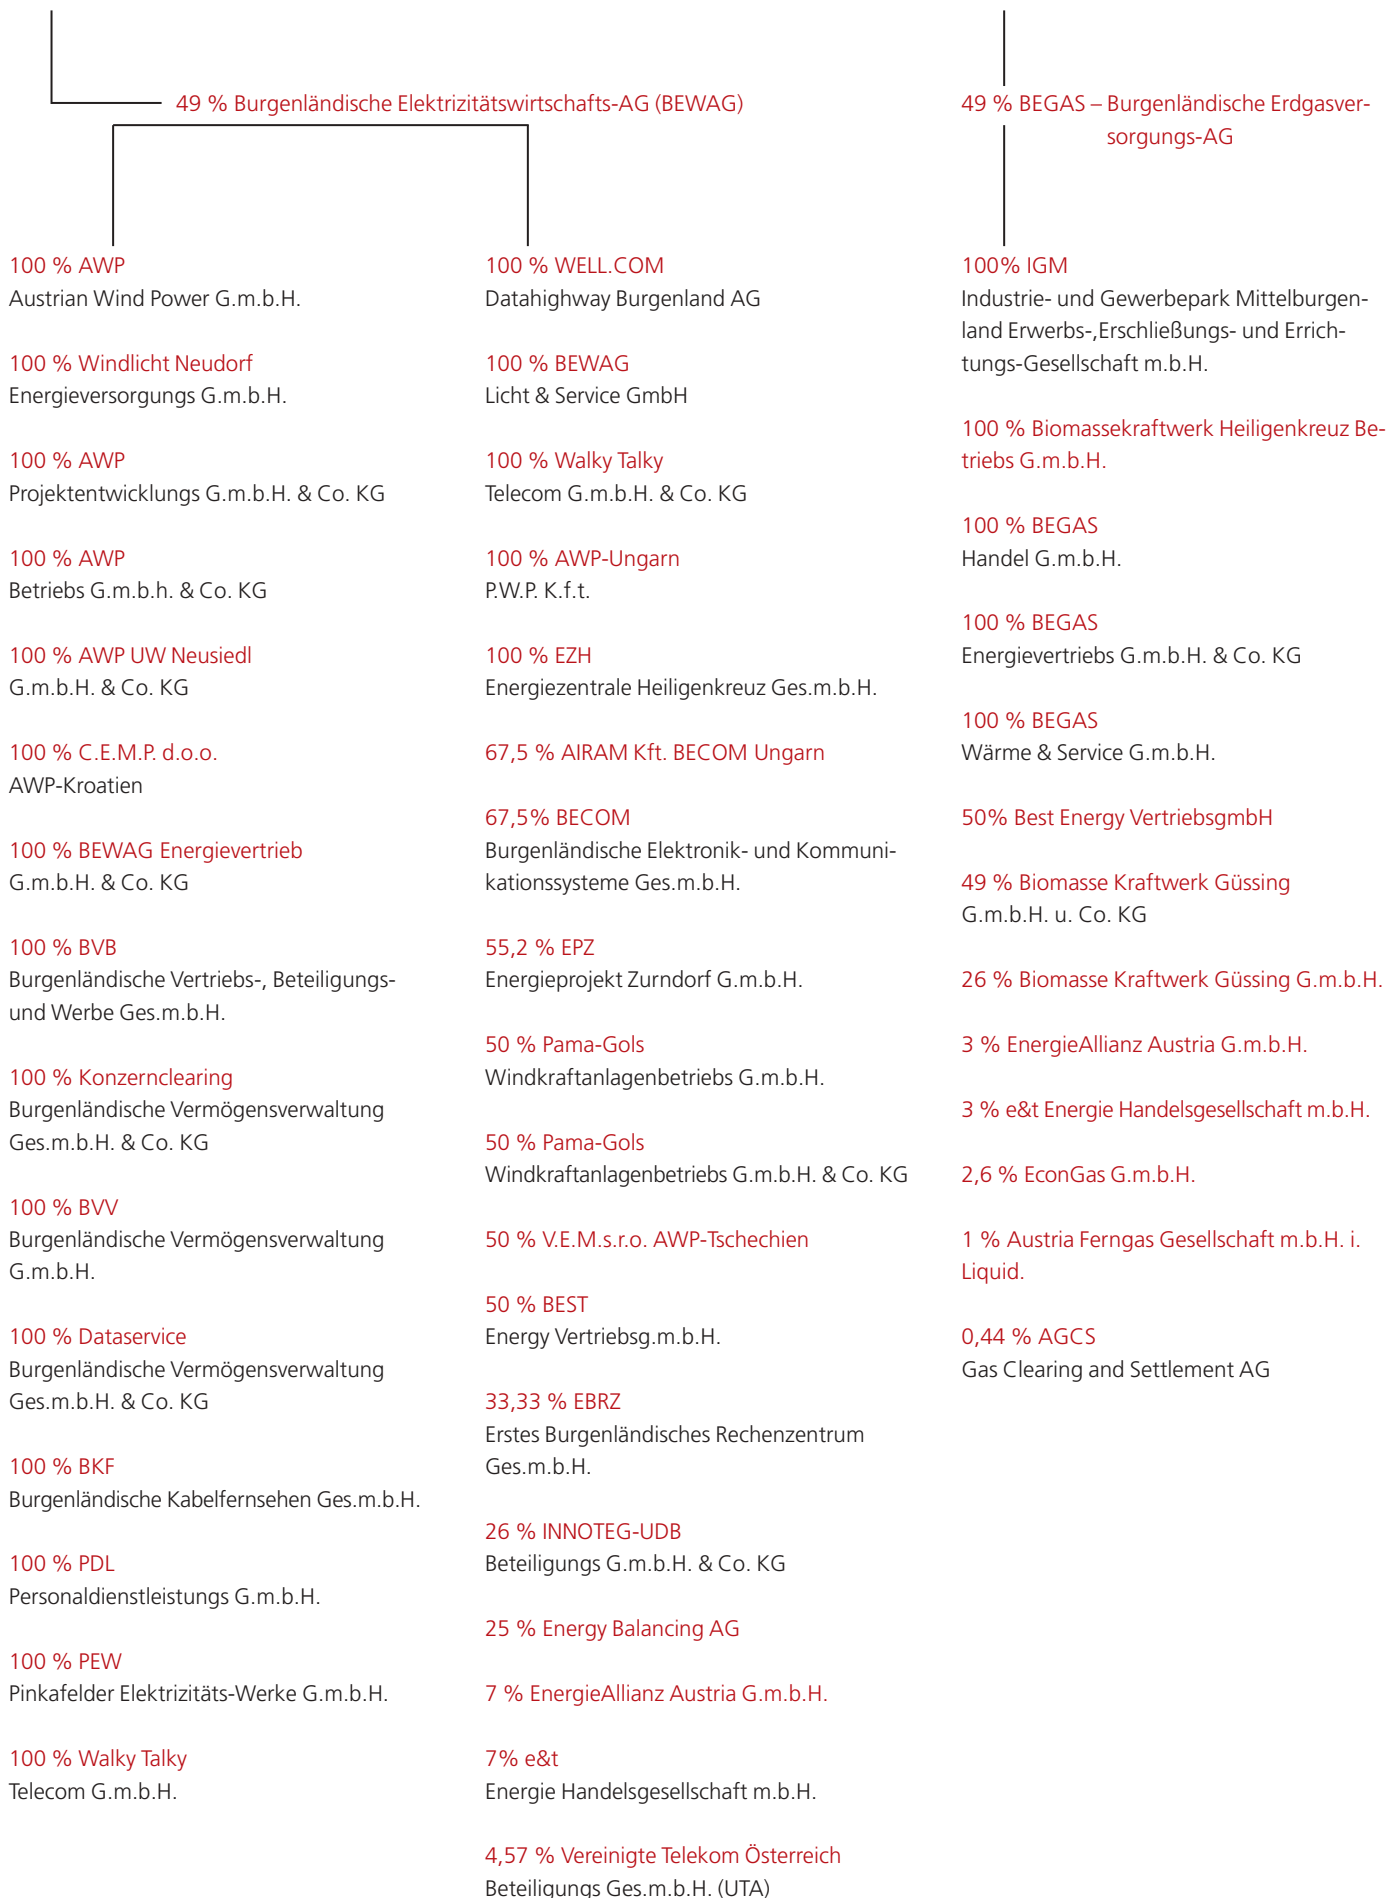 49 % Burgenländische Elektrizitätswirtschafts-AG (BEWAG)
49 % BEGAS – Burgenländische Erdgasver-
sorgungs-AG
100 % AWP
Austrian Wind Power G.m.b.H.
100 % Windlicht Neudorf
Energieversorgungs G.m.b.H.
100 % AWP
Projektentwicklungs G.m.b.H. & Co. KG
100 % AWP
Betriebs G.m.b.h. & Co. KG
100 % AWP UW Neusiedl
G.m.b.H. & Co. KG
100 % C.E.M.P. d.o.o.
AWP-Kroatien
100 % BEWAG Energievertrieb
G.m.b.H. & Co. KG
100 % BVB
Burgenländische Vertriebs-, Beteiligungs-
und Werbe Ges.m.b.H.
100 % Konzernclearing
Burgenländische Vermögensverwaltung
Ges.m.b.H. & Co. KG
100 % BVV
Burgenländische Vermögensverwaltung
G.m.b.H.
100 % Dataservice
Burgenländische Vermögensverwaltung
Ges.m.b.H. & Co. KG
100 % BKF
Burgenländische Kabelfernsehen Ges.m.b.H.
100 % PDL
Personaldienstleistungs G.m.b.H.
100 % PEW
Pinkafelder Elektrizitäts-Werke G.m.b.H.
100 % Walky Talky
Telecom G.m.b.H.
100 % WELL.COM
Datahighway Burgenland AG
100 % BEWAG
Licht & Service GmbH
100 % Walky Talky
Telecom G.m.b.H. & Co. KG
100 % AWP-Ungarn
P.W.P. K.f.t.
100 % EZH
Energiezentrale Heiligenkreuz Ges.m.b.H.
67,5 % AIRAM Kft. BECOM Ungarn
67,5% BECOM
Burgenländische Elektronik- und Kommuni-
kationssysteme Ges.m.b.H.
55,2 % EPZ
Energieprojekt Zurndorf G.m.b.H.
50 % Pama-Gols
Windkraftanlagenbetriebs G.m.b.H.
50 % Pama-Gols
Windkraftanlagenbetriebs G.m.b.H. & Co. KG
50 % V.E.M.s.r.o. AWP-Tschechien
50 % BEST
Energy Vertriebsg.m.b.H.
33,33 % EBRZ
Erstes Burgenländisches Rechenzentrum
Ges.m.b.H.
26 % INNOTEG-UDB
Beteiligungs G.m.b.H. & Co. KG
25 % Energy Balancing AG
7 % EnergieAllianz Austria G.m.b.H.
7% e&t
Energie Handelsgesellschaft m.b.H.
4,57 % Vereinigte Telekom Österreich
Beteiligungs Ges.m.b.H. (UTA)
100% IGM
Industrie- und Gewerbepark Mittelburgen-
land Erwerbs-,Erschließungs- und Errich-
tungs-Gesellschaft m.b.H.
100 % Biomassekraftwerk Heiligenkreuz Be-
triebs G.m.b.H.
100 % BEGAS
Handel G.m.b.H.
100 % BEGAS
Energievertriebs G.m.b.H. & Co. KG
100 % BEGAS
Wärme & Service G.m.b.H.
50% Best Energy VertriebsgmbH
49 % Biomasse Kraftwerk Güssing
G.m.b.H. u. Co. KG
26 % Biomasse Kraftwerk Güssing G.m.b.H.
3 % EnergieAllianz Austria G.m.b.H.
3 % e&t Energie Handelsgesellschaft m.b.H.
2,6 % EconGas G.m.b.H.
1 % Austria Ferngas Gesellschaft m.b.H. i.
Liquid.
0,44 % AGCS
Gas Clearing and Settlement AG